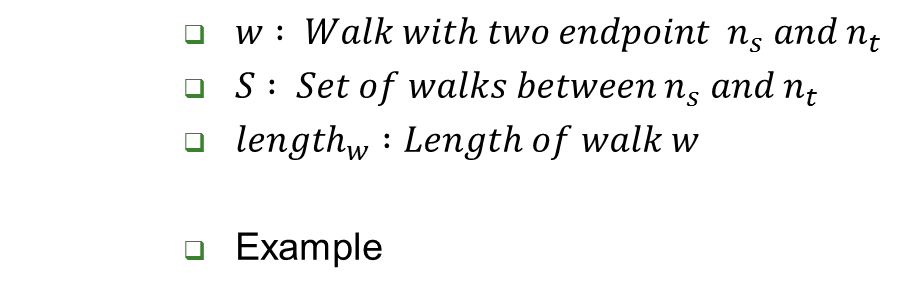 ❑ w : Walk with two endpoint n_s and n_t
❑ S : Set of walks between n_s and n_t
❑ length_w : Length of walk w
❑ Example